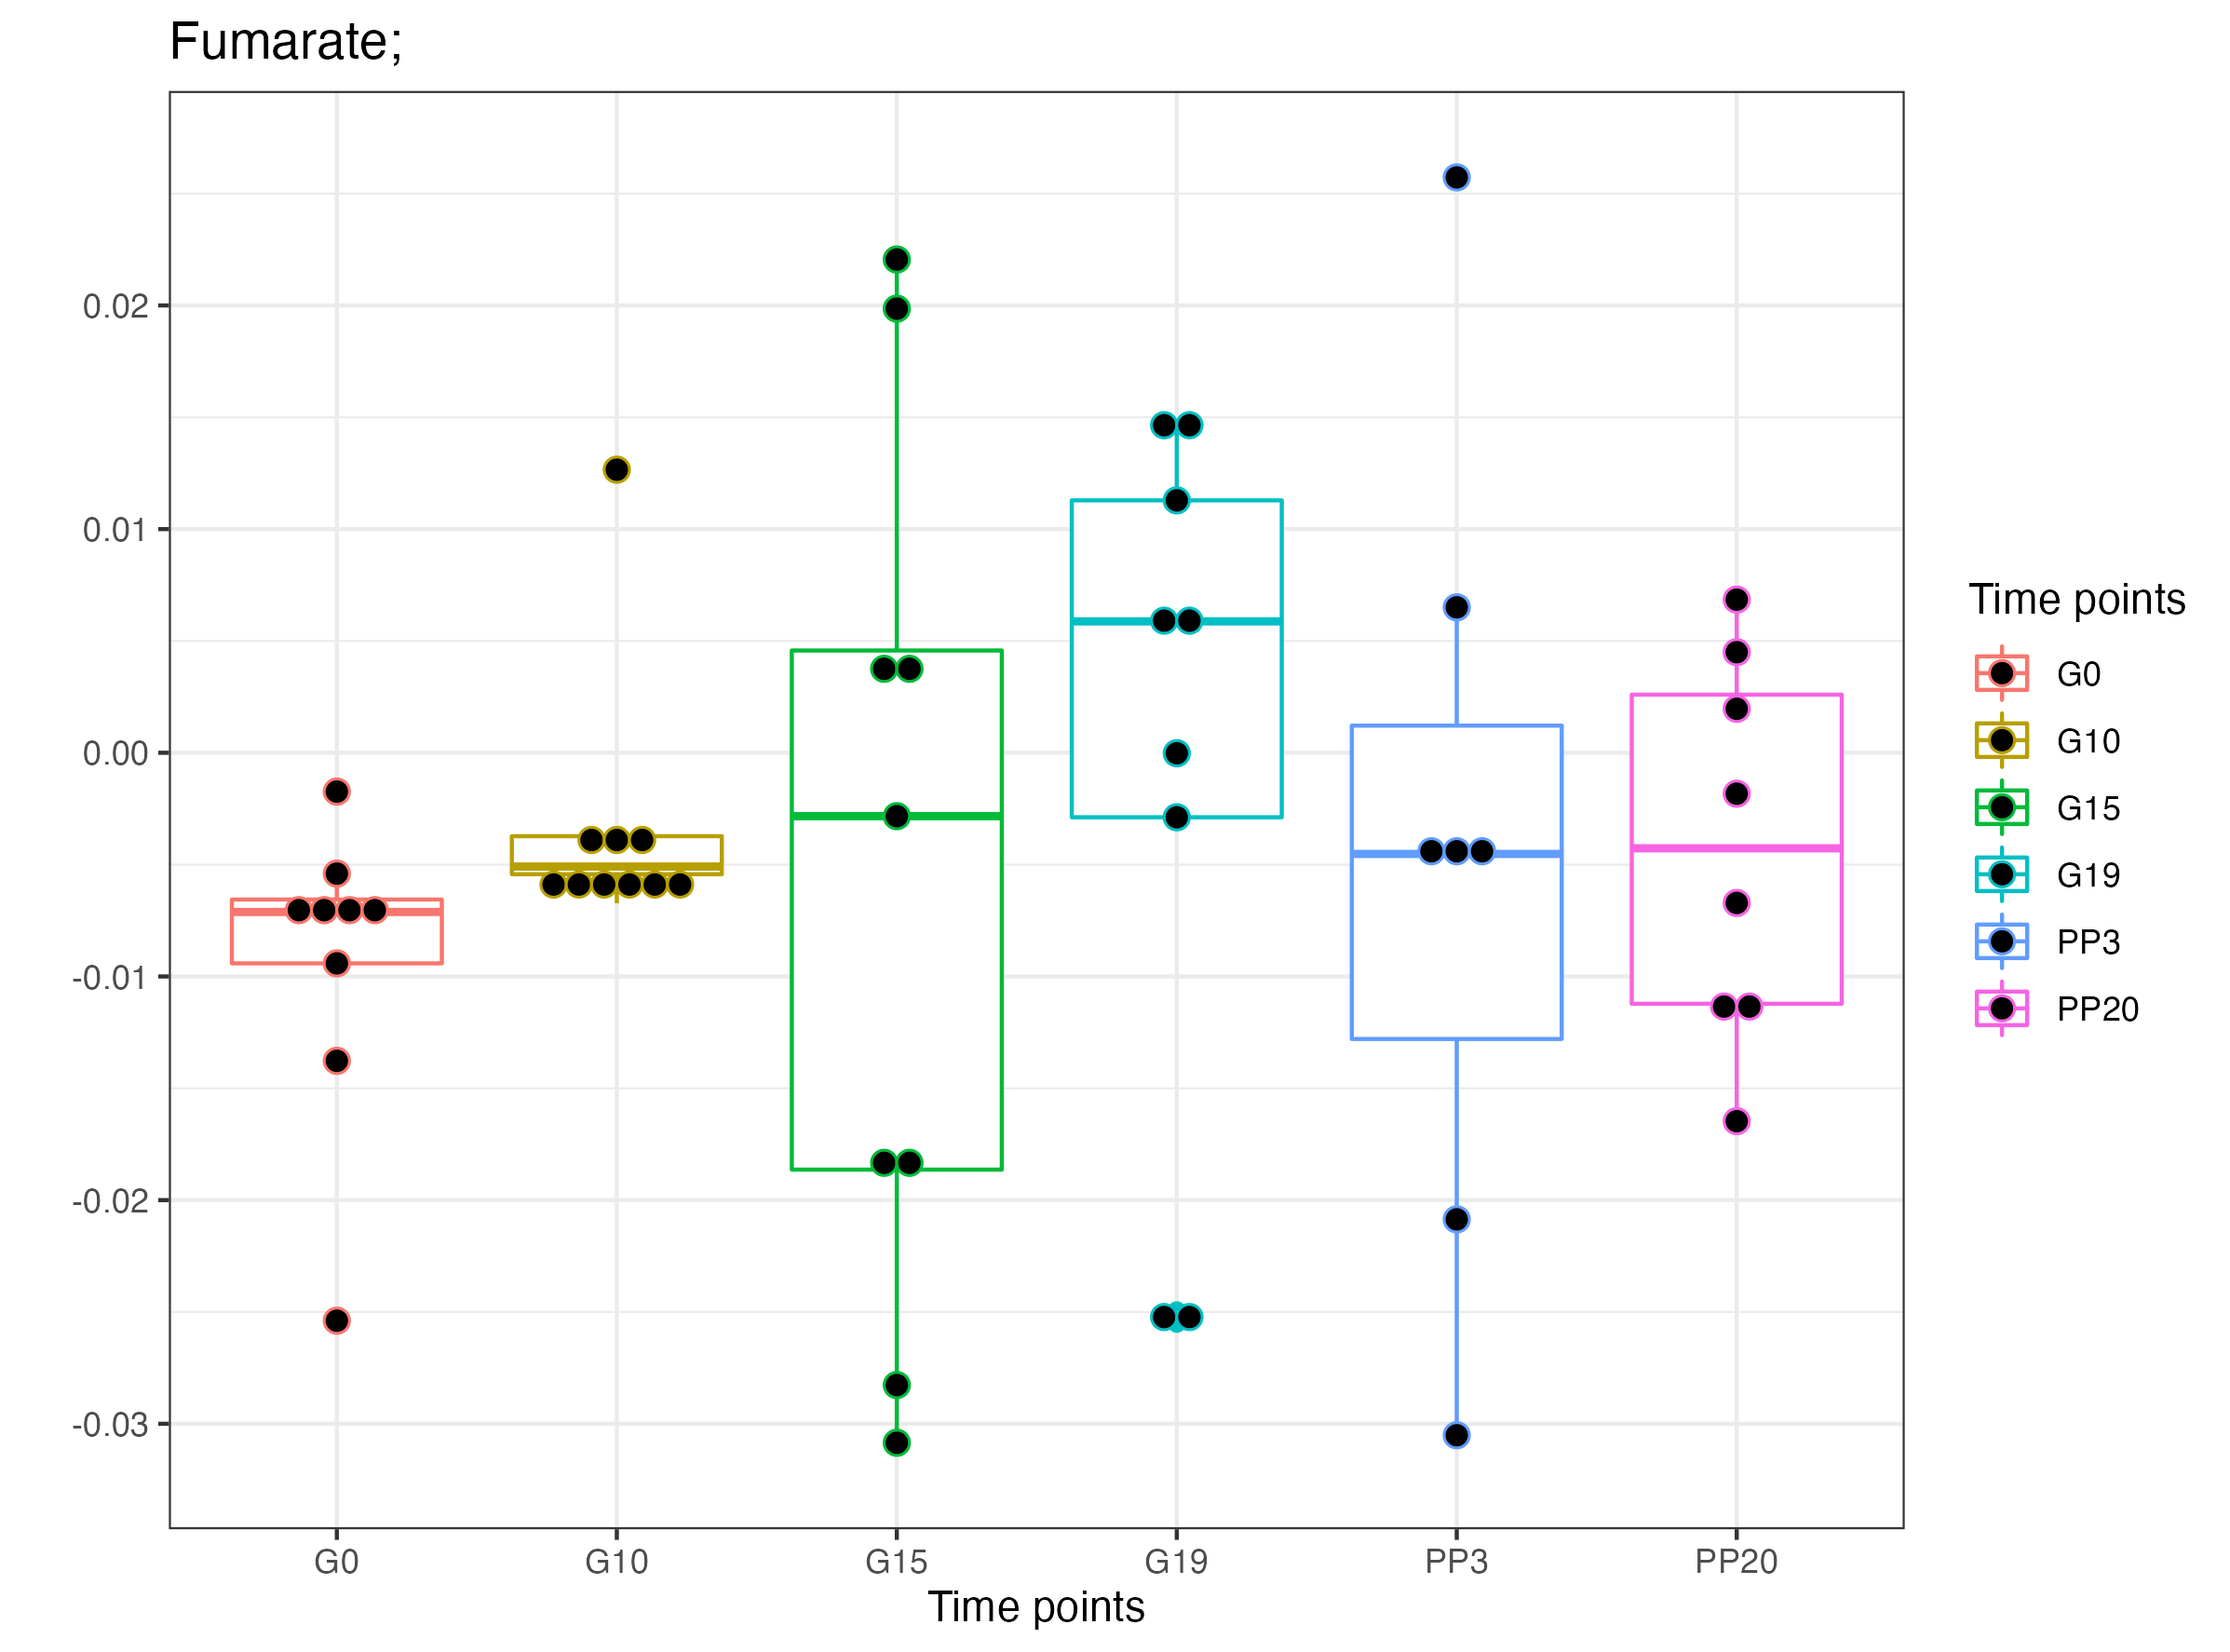 Fumarate;
0.02
0.01
0.00
-0.01
-0.02
-0.03
G0 G10 G15 G19 PP3 PP20
Time points
Time points
G0
G10
G15
G19
PP3
PP20